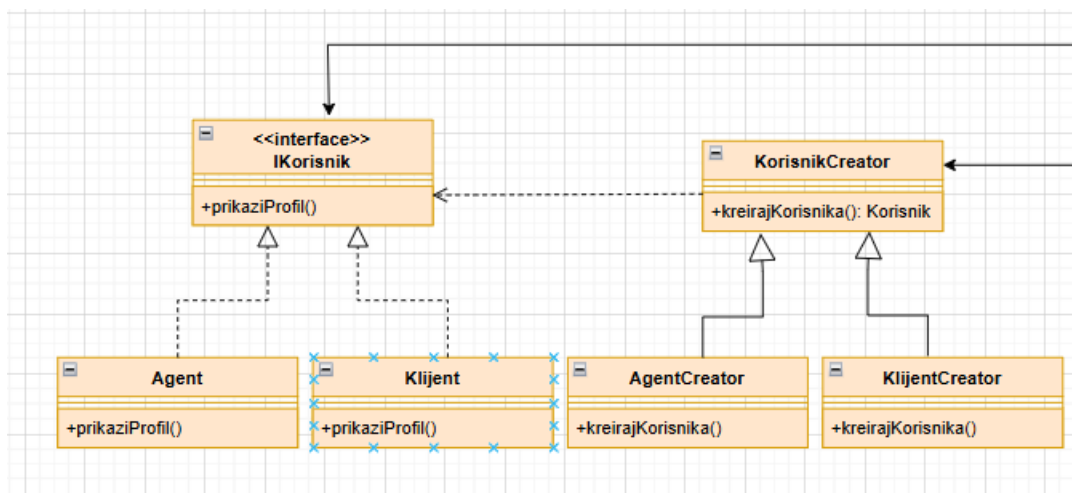 <<interface>>
IKorisnik
+prikaziProfil()
KorisnikCreator
+kreirajKorisnika(): Korisnik
Agent
+prikaziProfil()
Klijent
+prikaziProfil()
AgentCreator
+kreirajKorisnika()
KlijentCreator
+kreirajKorisnika()